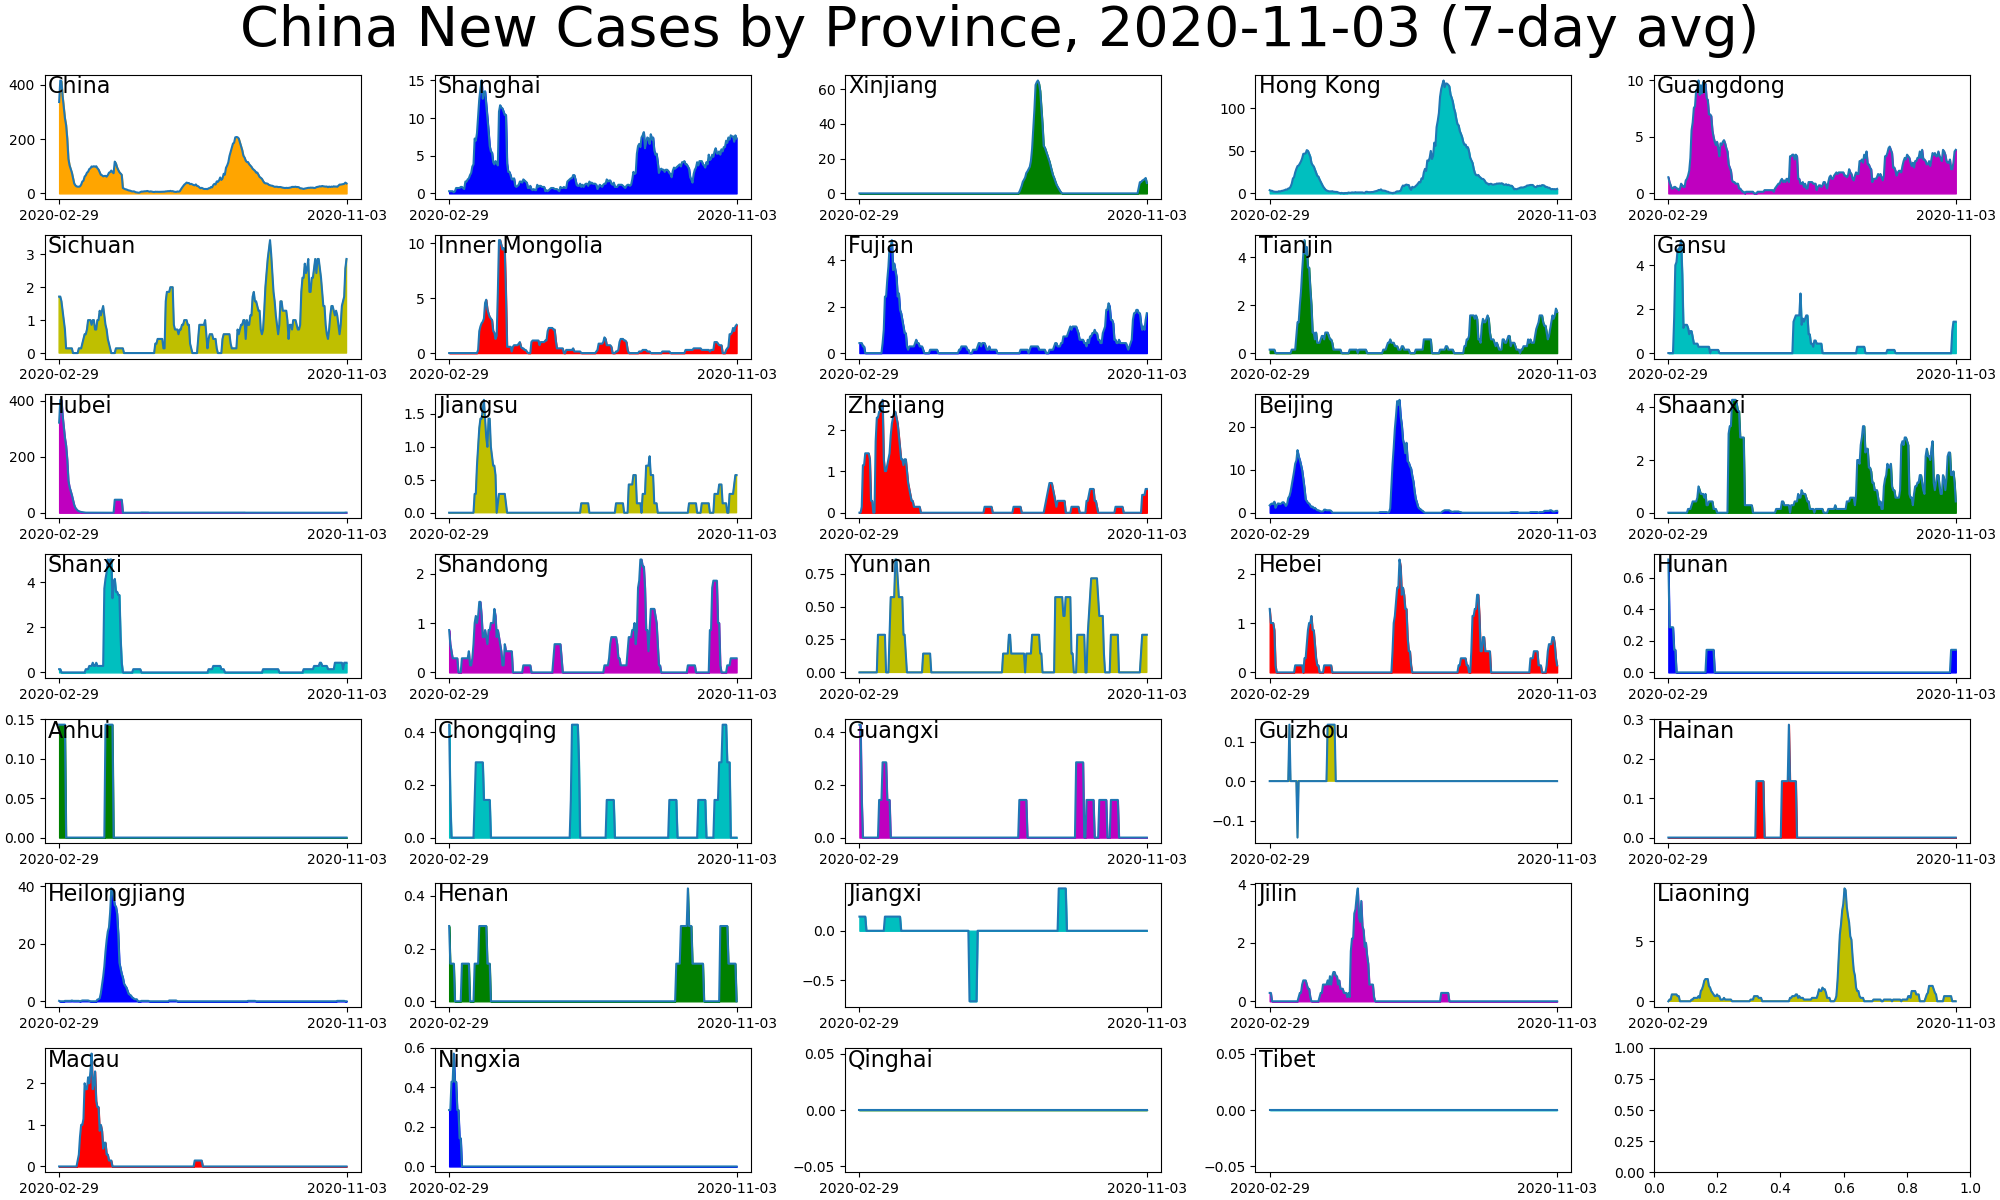 China New Cases by Province, 2020-11-03 (7-day avg)
China Shanghai Xinjiang Hong Kong Guangdong
400 200 0
15 10 5 0
60 40 20 0
100 50 0
10 5 0
2020-02-29 2020-11-03 2020-02-29 2020-11-03 2020-02-29 2020-11-03 2020-02-29 2020-11-03 2020-02-29 2020-11-03
Sichuan Inner Mongolia Fujian Tianjin Gansu
3 2 1 0
10 5 0
4 2 0
4 2 0
4 2 0
2020-02-29 2020-11-03 2020-02-29 2020-11-03 2020-02-29 2020-11-03 2020-02-29 2020-11-03 2020-02-29 2020-11-03
Hubei Jiangsu Zhejiang Beijing Shaanxi
400 200 0
1.5 1.0 0.5 0.0
2 1 0
20 10 0
4 2 0
2020-02-29 2020-11-03 2020-02-29 2020-11-03 2020-02-29 2020-11-03 2020-02-29 2020-11-03 2020-02-29 2020-11-03
Shanxi Shandong Yunnan Hebei Hunan
4 2 0
2 1 0
0.75 0.50 0.25 0.00
2 1 0
0.6 0.4 0.2 0.0
2020-02-29 2020-11-03 2020-02-29 2020-11-03 2020-02-29 2020-11-03 2020-02-29 2020-11-03 2020-02-29 2020-11-03
Anhui Chongqing Guangxi Guizhou Hainan
0.15 0.10 0.05 0.00
0.4 0.2 0.0
0.4 0.2 0.0
0.1 0.0 −0.1
0.3 0.2 0.1 0.0
2020-02-29 2020-11-03 2020-02-29 2020-11-03 2020-02-29 2020-11-03 2020-02-29 2020-11-03 2020-02-29 2020-11-03
Heilongjiang Henan Jiangxi Jilin Liaoning
40 20 0
0.4 0.2 0.0
0.0 −0.5
4 2 0
5 0
2020-02-29 2020-11-03 2020-02-29 2020-11-03 2020-02-29 2020-11-03 2020-02-29 2020-11-03 2020-02-29 2020-11-03
Macau Ningxia Qinghai Tibet
2 1 0
0.6 0.4 0.2 0.0
0.05 0.00 −0.05
0.05 0.00 −0.05
1.00 0.75 0.50 0.25 0.00
2020-02-29 2020-11-03 2020-02-29 2020-11-03 2020-02-29 2020-11-03 2020-02-29 2020-11-03 0.0 0.2 0.4 0.6 0.8 1.0